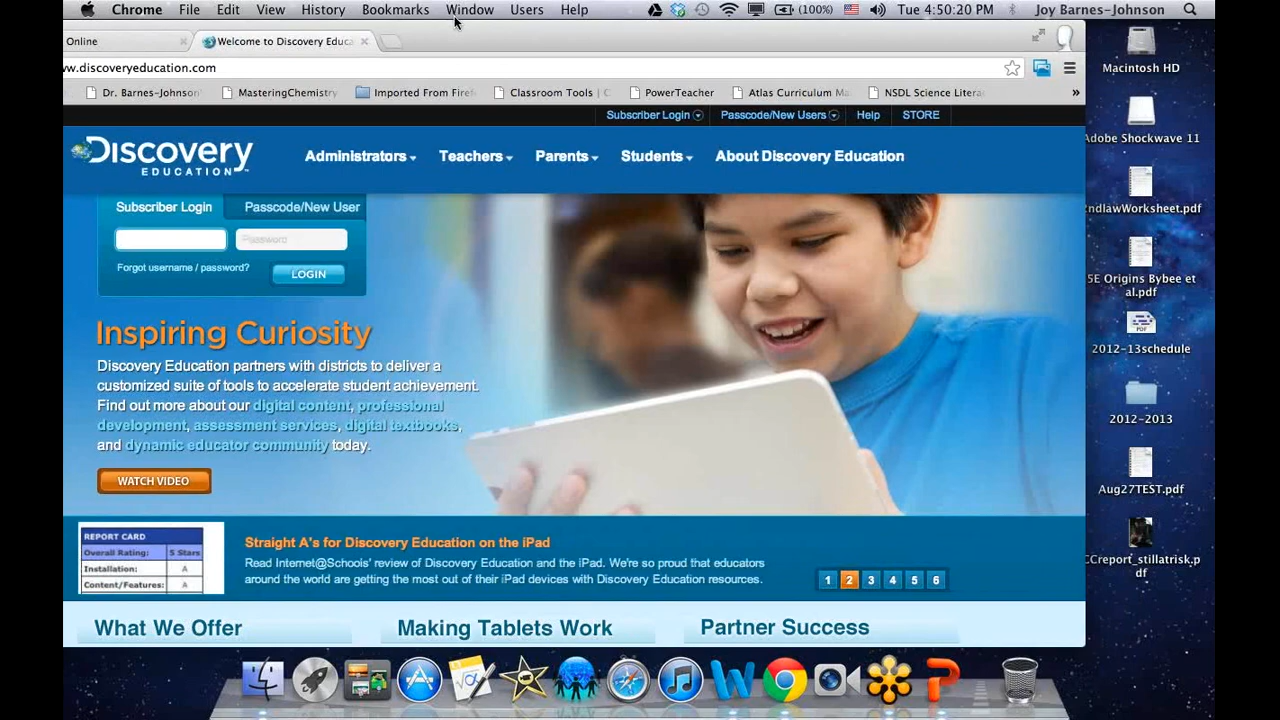 Chrome File Edit View History Bookmarks Window Users Help (100%) Tue 4:50:20 PM Joy Barnes-Johnson
Online Welcome to Discovery Educa
ww.discoveryeducation.com
Dr. Barnes-Johnson' MasteringChemistry Imported From Firef Classroom Tools | C PowerTeacher Atlas Curriculum Ma NSDL Science Litera »
Subscriber Login Passcode/New Users Help STORE
Discovery
EDUCATION™
Administrators Teachers Parents Students About Discovery Education
Subscriber Login Passcode/New User
Password
Forgot username / password? LOGIN
Inspiring Curiosity
Discovery Education partners with districts to deliver a
customized suite of tools to accelerate student achievement.
Find out more about our digital content, professional
development, assessment services, digital textbooks,
and dynamic educator community today.
WATCH VIDEO
REPORT CARD
Overall Rating: 5 Stars
Installation: A
Content/Features: A
Straight A's for Discovery Education on the iPad
Read Internet@Schools' review of Discovery Education and the iPad. We're so proud that educators
around the world are getting the most out of their iPad devices with Discovery Education resources.
1 2 3 4 5 6
What We Offer Making Tablets Work Partner Success
Macintosh HD
Adobe Shockwave 11
2ndlawWorksheet.pdf
5E Origins Bybee et
al.pdf
PDF
2012-13schedule
2012-2013
Aug27TEST.pdf
CCreport_stillatrisk.p
df